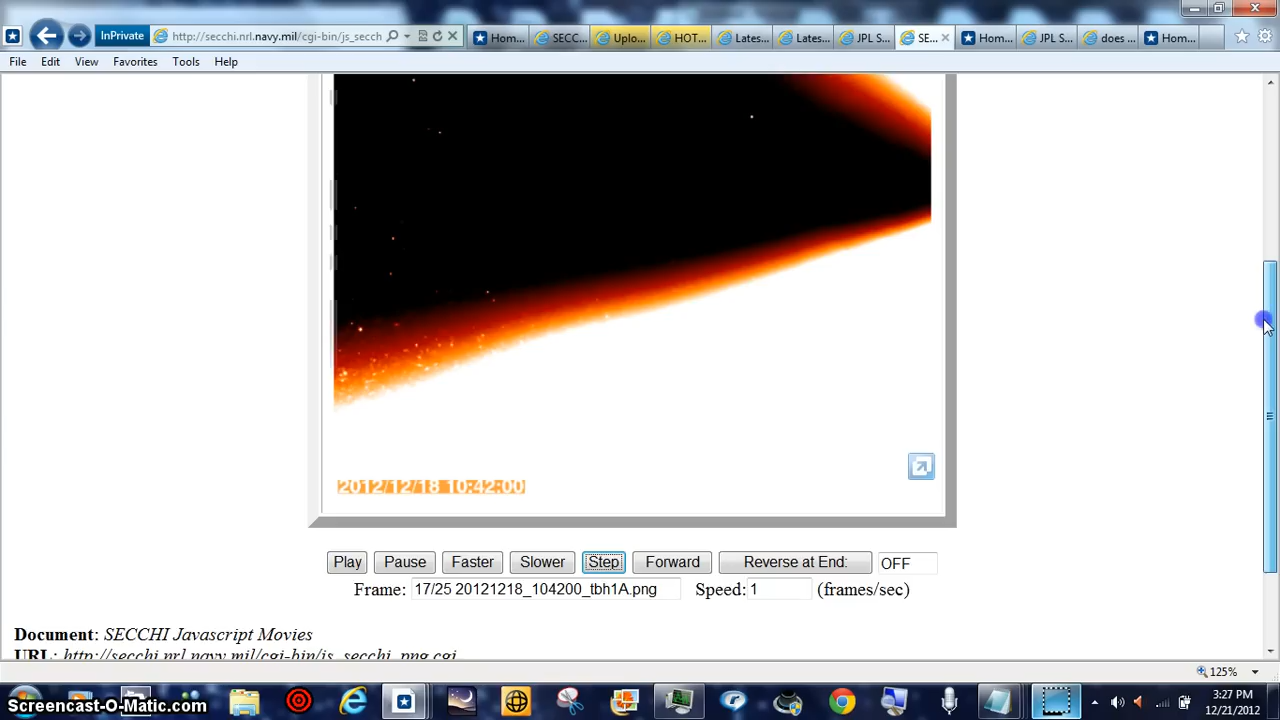 InPrivate
http://secchi.nrl.navy.mil/cgi-bin/js_secch
Hom...
SECC...
Uplo...
HOT...
Lates...
Lates...
JPL S...
SE...
Hom...
JPL S...
does ...
Hom...
File Edit View Favorites Tools Help
2012/12/18 10:42:00
Play Pause Faster Slower Step Forward Reverse at End: OFF
Frame: 17/25 20121218_104200_tbh1A.png Speed: 1 (frames/sec)
Document: SECCHI Javascript Movies
URL: http://secchi.nrl.navy.mil/cgi-bin/js_secchi_png.cgi
125%
Screencast-O-Matic.com
3:27 PM
12/21/2012